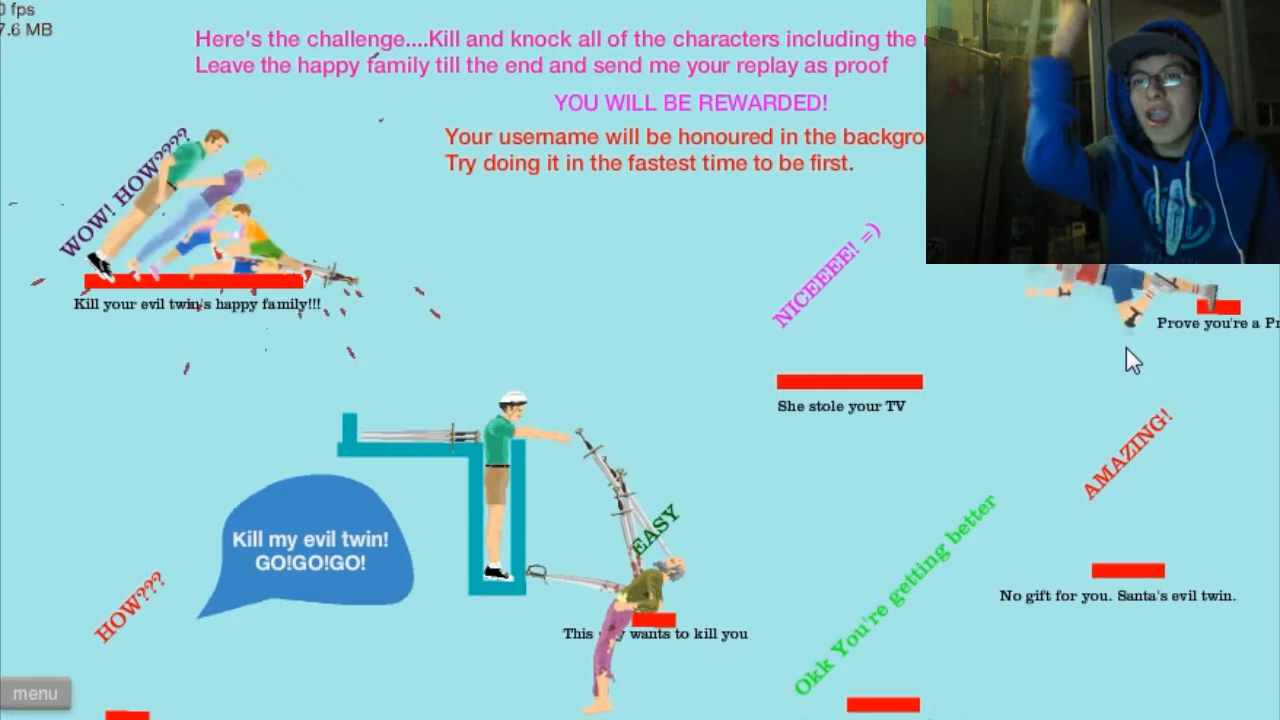 0 fps
7.6 MB
Here's the challenge....Kill and knock all of the characters including the
Leave the happy family till the end and send me your replay as proof
YOU WILL BE REWARDED!
Your username will be honoured in the backgro
Try doing it in the fastest time to be first.
WOW! HOW????
Kill your evil twin's happy family!!!
NICEEEE! =)
Prove you're a Pr
She stole your TV
AMAZING!
EASY
Kill my evil twin!
GO!GO!GO!
HOW???
This wants to kill you
No gift for you. Santa's evil twin.
Okk You're getting better
menu